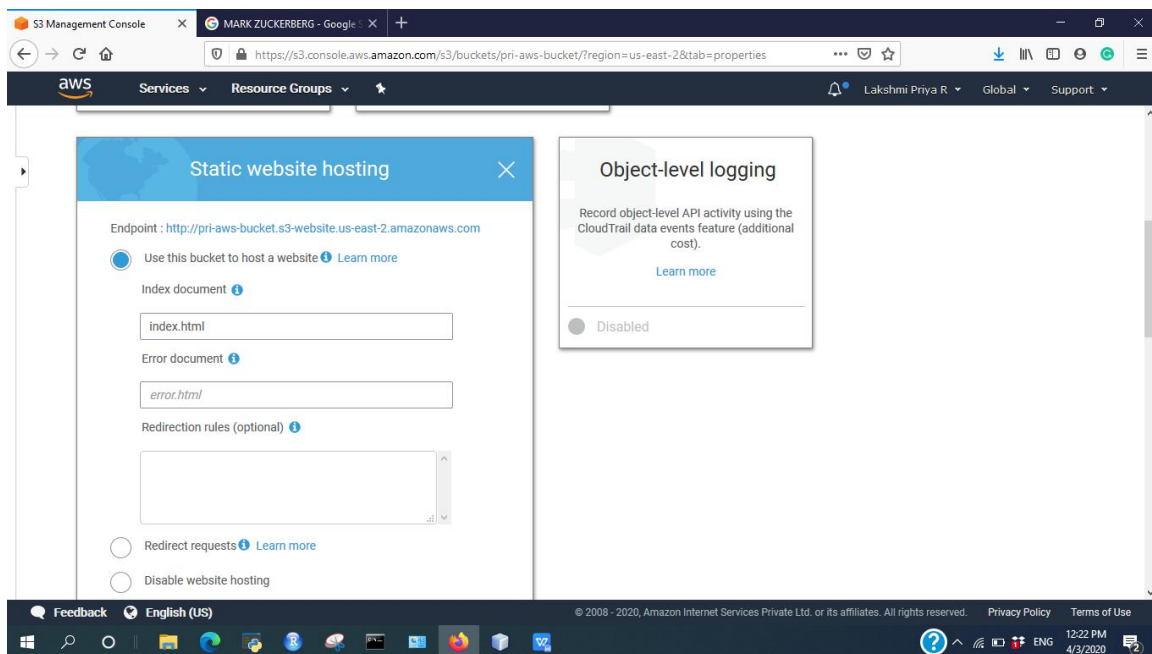 S3 Management Console
MARK ZUCKERBERG - Google S
https://s3.console.aws.amazon.com/s3/buckets/pri-aws-bucket/?region=us-east-2&tab=properties
aws Services Resource Groups Lakshmi Priya R Global Support
Static website hosting
Endpoint : http://pri-aws-bucket.s3-website.us-east-2.amazonaws.com
Use this bucket to host a website Learn more
Index document
index.html
Error document
error.html
Redirection rules (optional)
Redirect requests Learn more
Disable website hosting
Object-level logging
Record object-level API activity using the
CloudTrail data events feature (additional
cost).
Learn more
Disabled
Feedback English (US) © 2008 - 2020, Amazon Internet Services Private Ltd. or its affiliates. All rights reserved. Privacy Policy Terms of Use
ENG 12:22 PM
4/3/2020